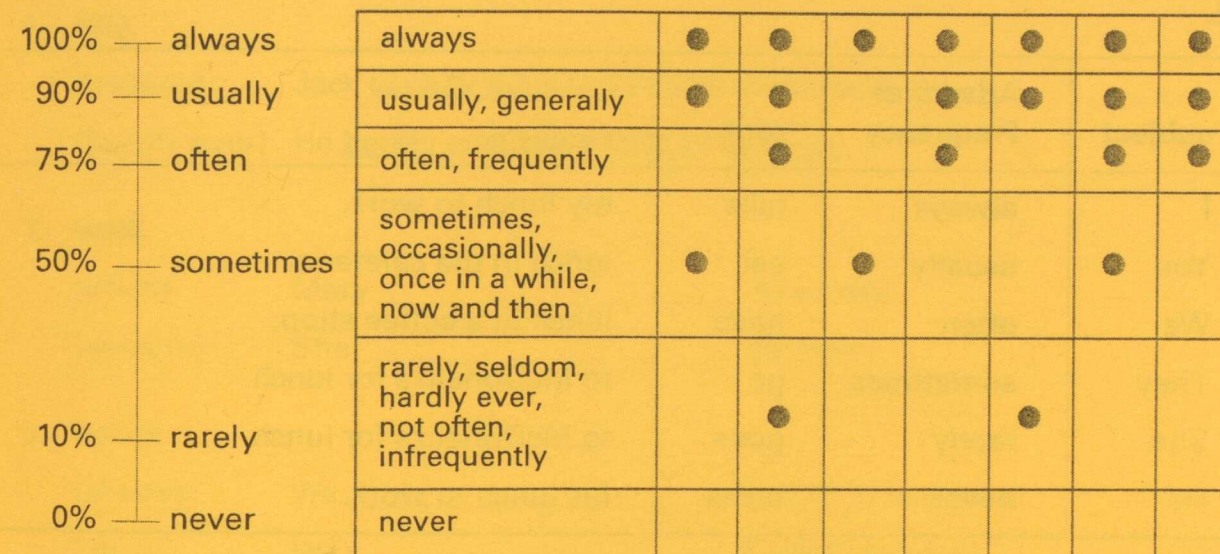 100% always
90% usually
75% often
50% sometimes
10% rarely
0% never
always
usually, generally
often, frequently
sometimes,
occasionally,
once in a while,
now and then
rarely, seldom,
hardly ever,
not often,
infrequently
never